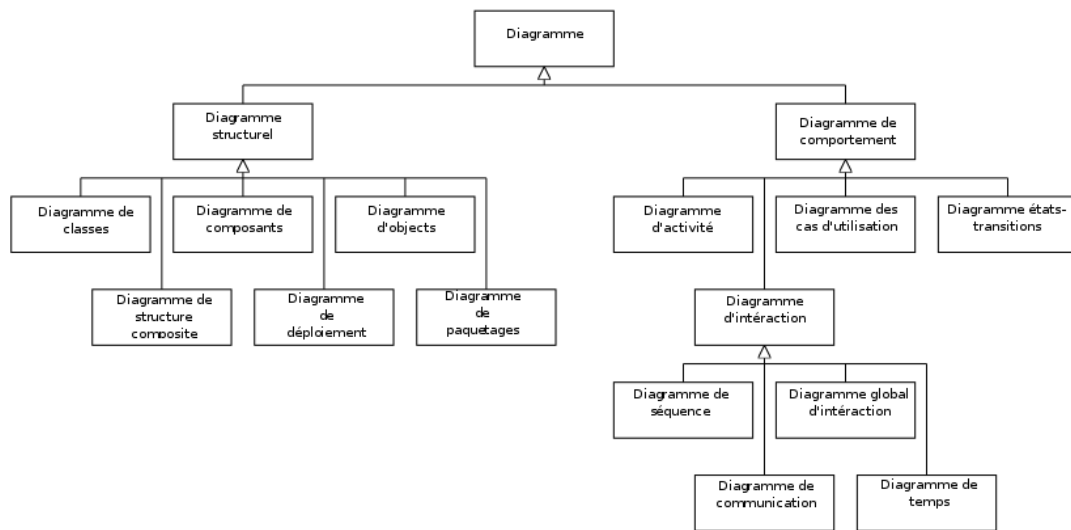 Diagramme
Diagramme
structurel
Diagramme de
comportement
Diagramme de
classes
Diagramme de
composants
Diagramme
d'objects
Diagramme
d'activité
Diagramme des
cas d'utilisation
Diagramme états-
transitions
Diagramme de
structure
composite
Diagramme
de
déploiement
Diagramme
de
paquetages
Diagramme
d'intéraction
Diagramme de
séquence
Diagramme global
d'intéraction
Diagramme de
communication
Diagramme de
temps